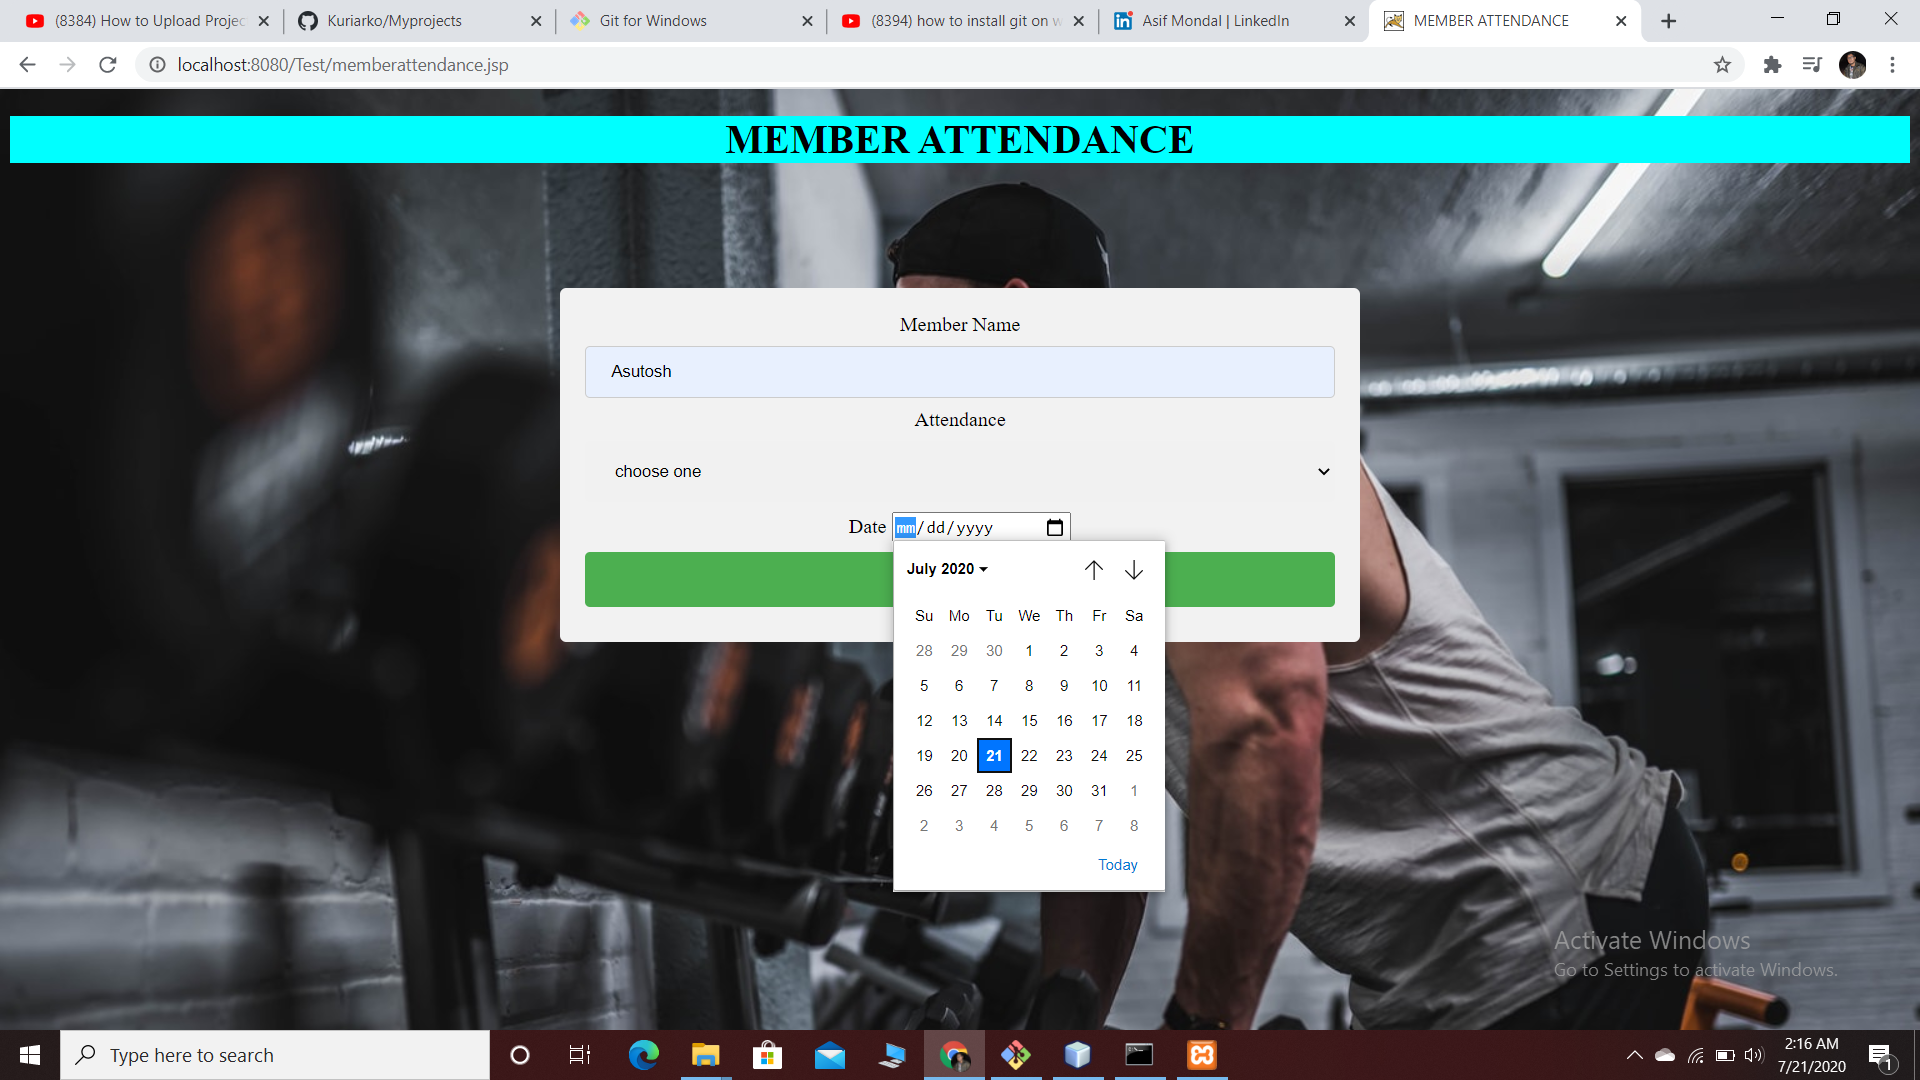 (8384) How to Upload Projec
Kuriarko/Myprojects
Git for Windows
(8394) how to install git on w
Asif Mondal | LinkedIn
MEMBER ATTENDANCE
localhost:8080/Test/memberattendance.jsp
MEMBER ATTENDANCE
Member Name
Asutosh
Attendance
choose one
Date mm/dd/yyyy
July 2020
Su Mo Tu We Th Fr Sa
28 29 30 1 2 3 4
5 6 7 8 9 10 11
12 13 14 15 16 17 18
19 20 21 22 23 24 25
26 27 28 29 30 31 1
2 3 4 5 6 7 8
Today
Activate Windows
Go to Settings to activate Windows.
Type here to search
2:16 AM
7/21/2020
1